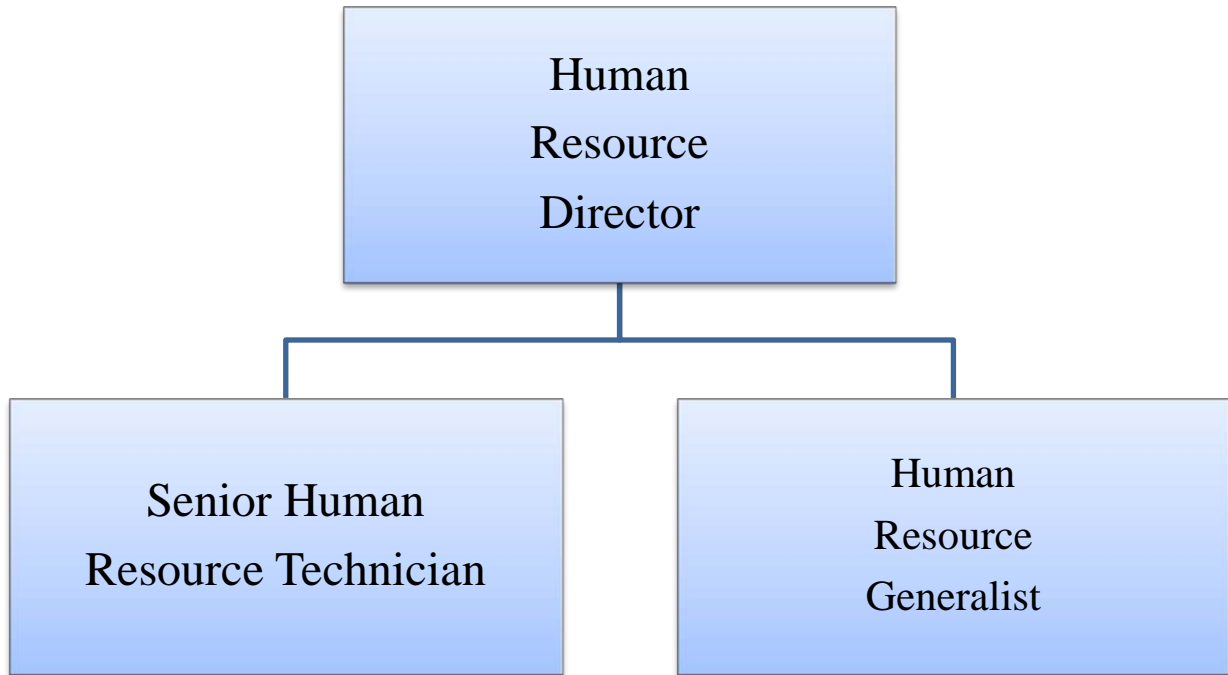 Human
Resource
Director
Senior Human
Resource Technician
Human
Resource
Generalist